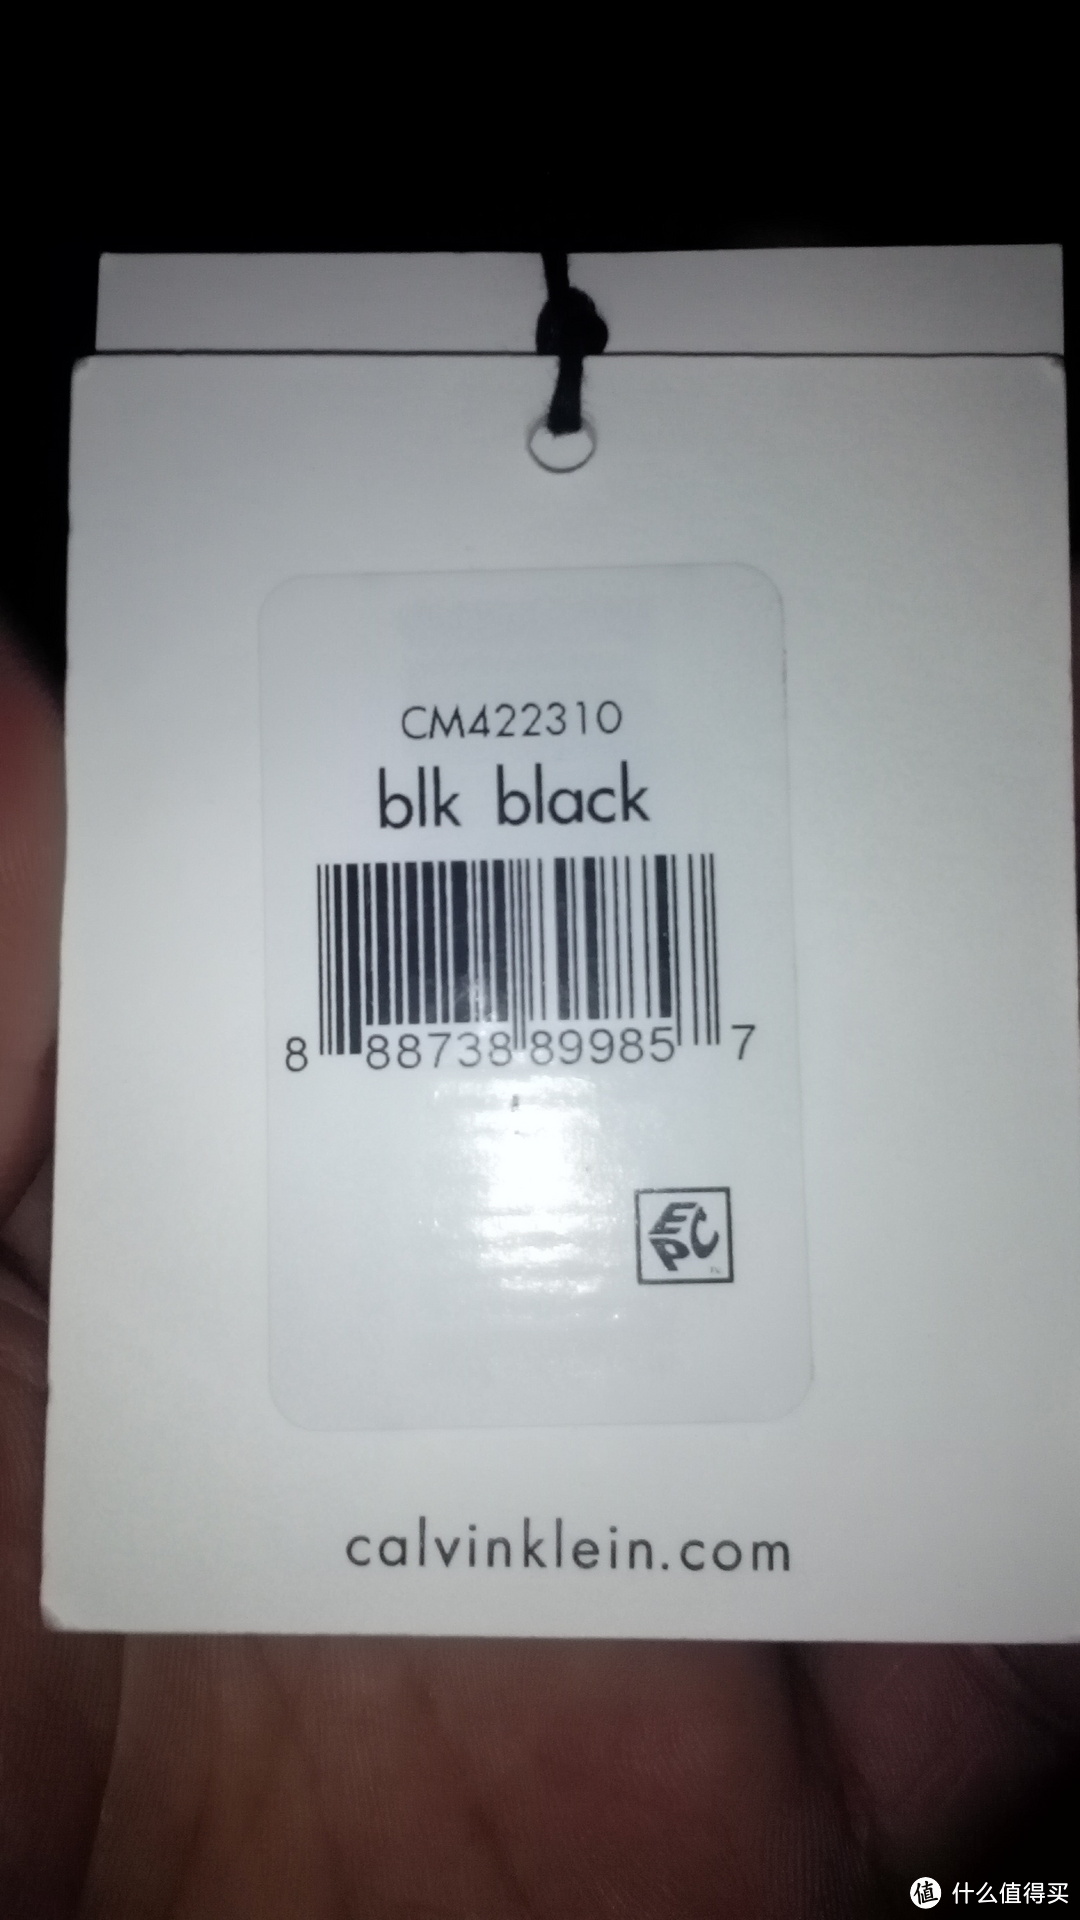 CM422310
blk black
8 88738 89985 7
EPC
calvinklein.com
值 什么值得买